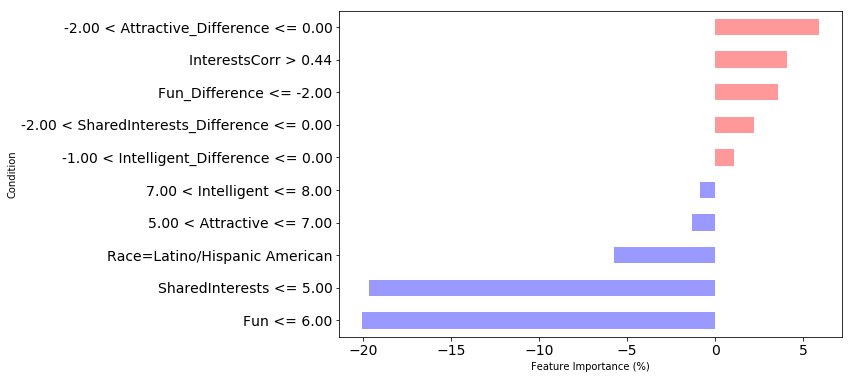 -2.00 < Attractive_Difference <= 0.00
InterestsCorr > 0.44
Fun_Difference <= -2.00
-2.00 < SharedInterests_Difference <= 0.00
-1.00 < Intelligent_Difference <= 0.00
7.00 < Intelligent <= 8.00
5.00 < Attractive <= 7.00
Race=Latino/Hispanic American
SharedInterests <= 5.00
Fun <= 6.00
Condition
−20 −15 −10 −5 0 5
Feature Importance (%)